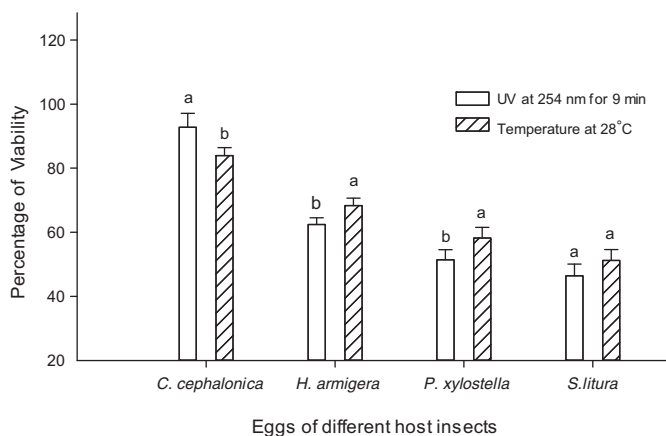 120
100
80
60
40
20
Percentage of Viability
UV at 254 nm for 9 min
Temperature at 28°C
a
b
b
a
b
a
a
a
C. cephalonica
H. armigera
P. xylostella
S.litura
Eggs of different host insects